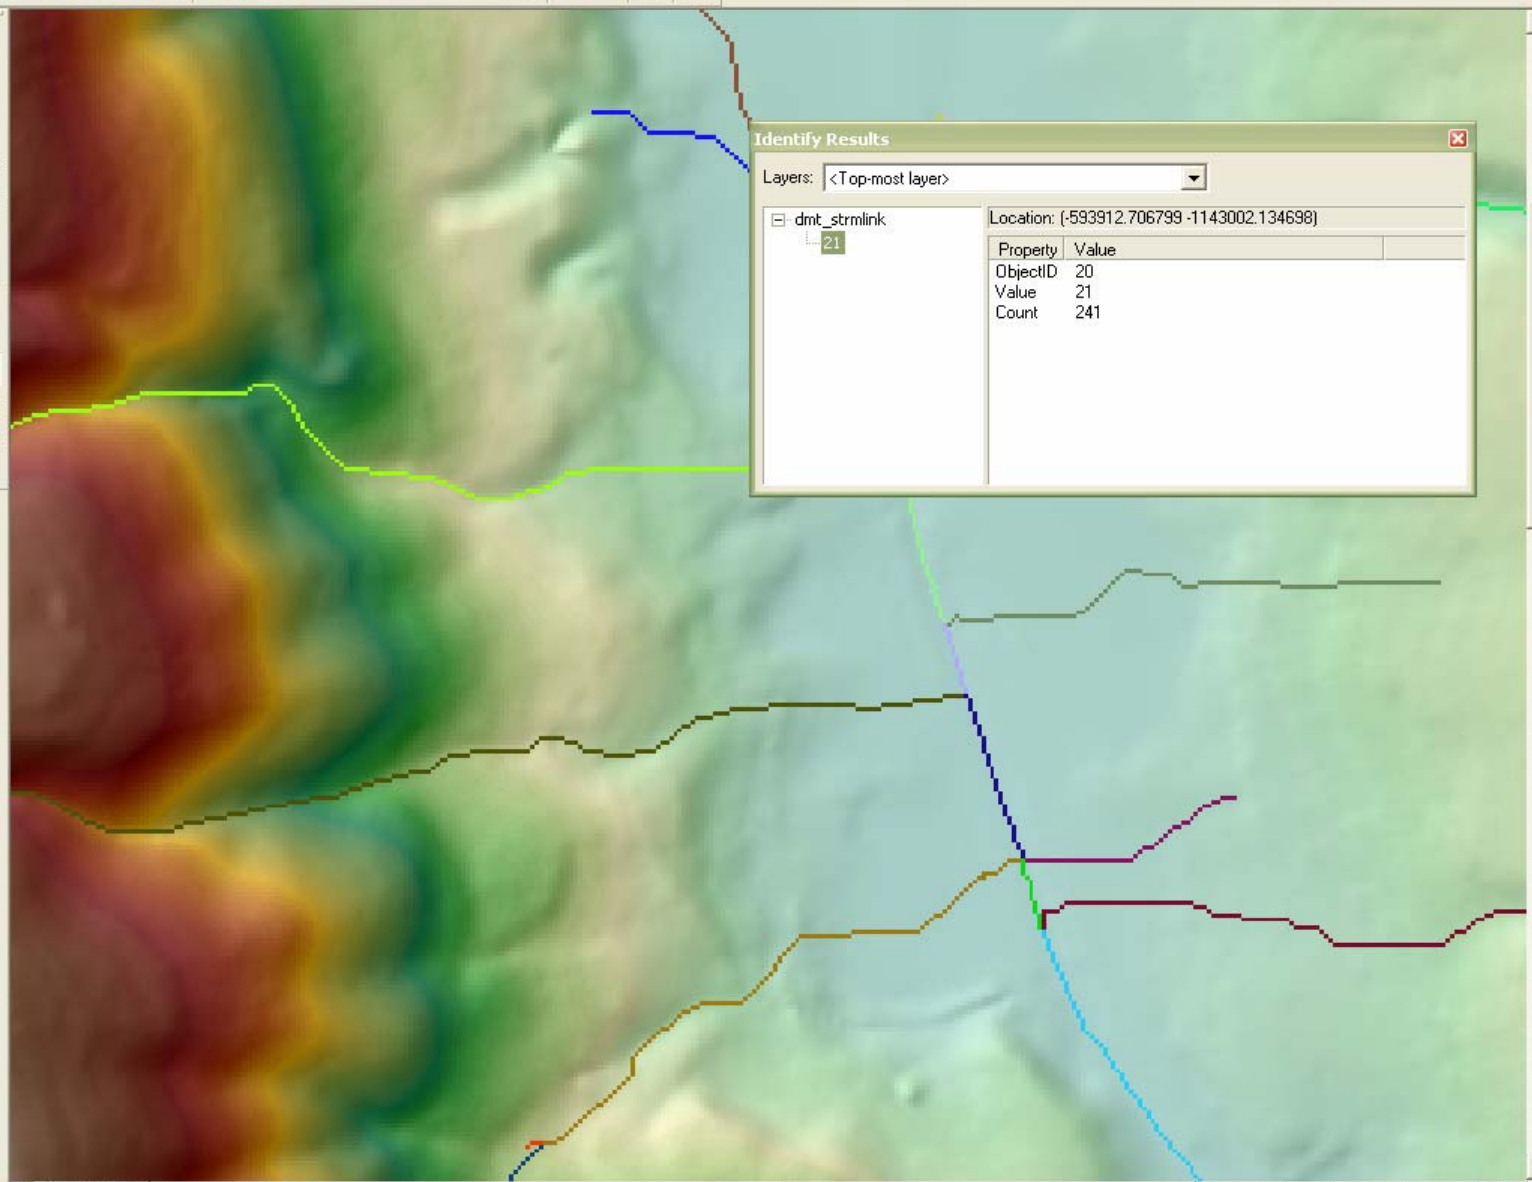 Identify Results
Layers: <Top-most layer>
dmt_strmlink
21
Location: (-593912.706799 -1143002.134698)
Property Value
ObjectID 20
Value 21
Count 241